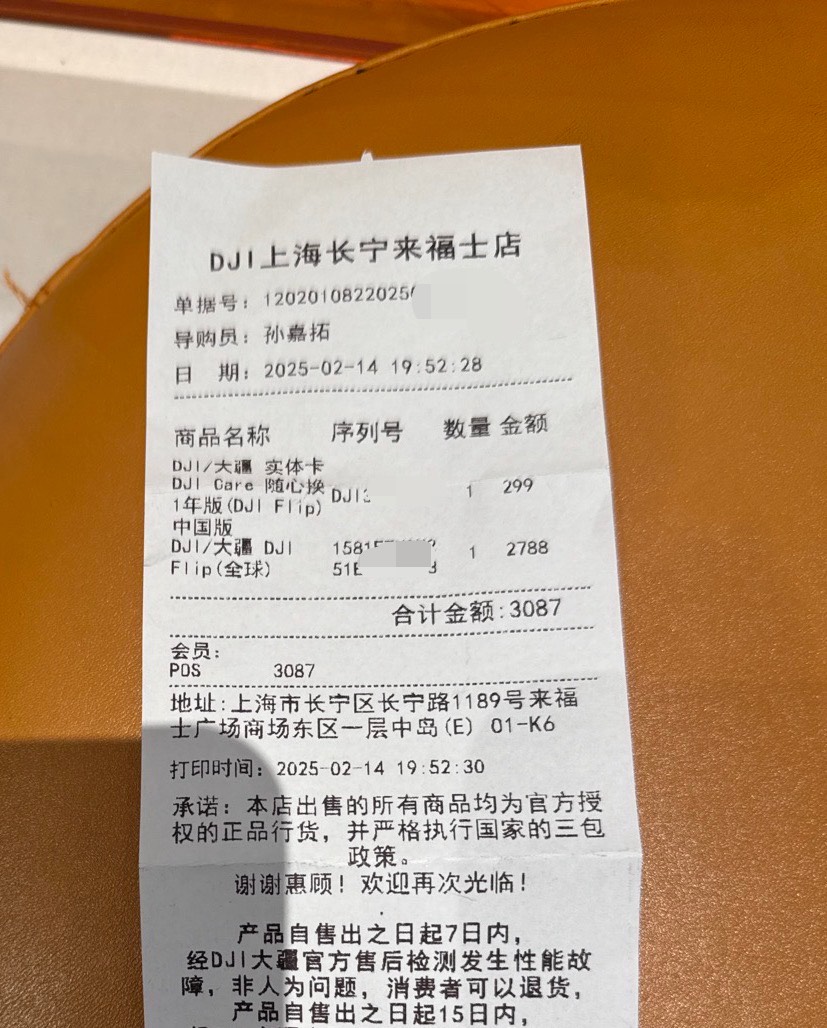 DJI上海长宁来福士店
单据号：12020108220250
导购员：孙嘉拓
日 期：2025-02-14 19:52:28
商品名称 序列号 数量 金额
DJI/大疆 实体卡
DJI Care 随心换
1年版(DJI Flip) DJI 1 299
中国版
DJI/大疆 DJI 1581 1 2788
Flip(全球) 51E
合计金额:3087
会员：
POS 3087
地址:上海市长宁区长宁路1189号来福
士广场商场东区一层中岛(E) 01-K6
打印时间：2025-02-14 19:52:30
承诺：本店出售的所有商品均为官方授
权的正品行货，并严格执行国家的三包
政策。
谢谢惠顾！欢迎再次光临！
产品自售出之日起7日内，
经DJI大疆官方售后检测发生性能故
障，非人为问题，消费者可以退货，
产品自售出之日起15日内，